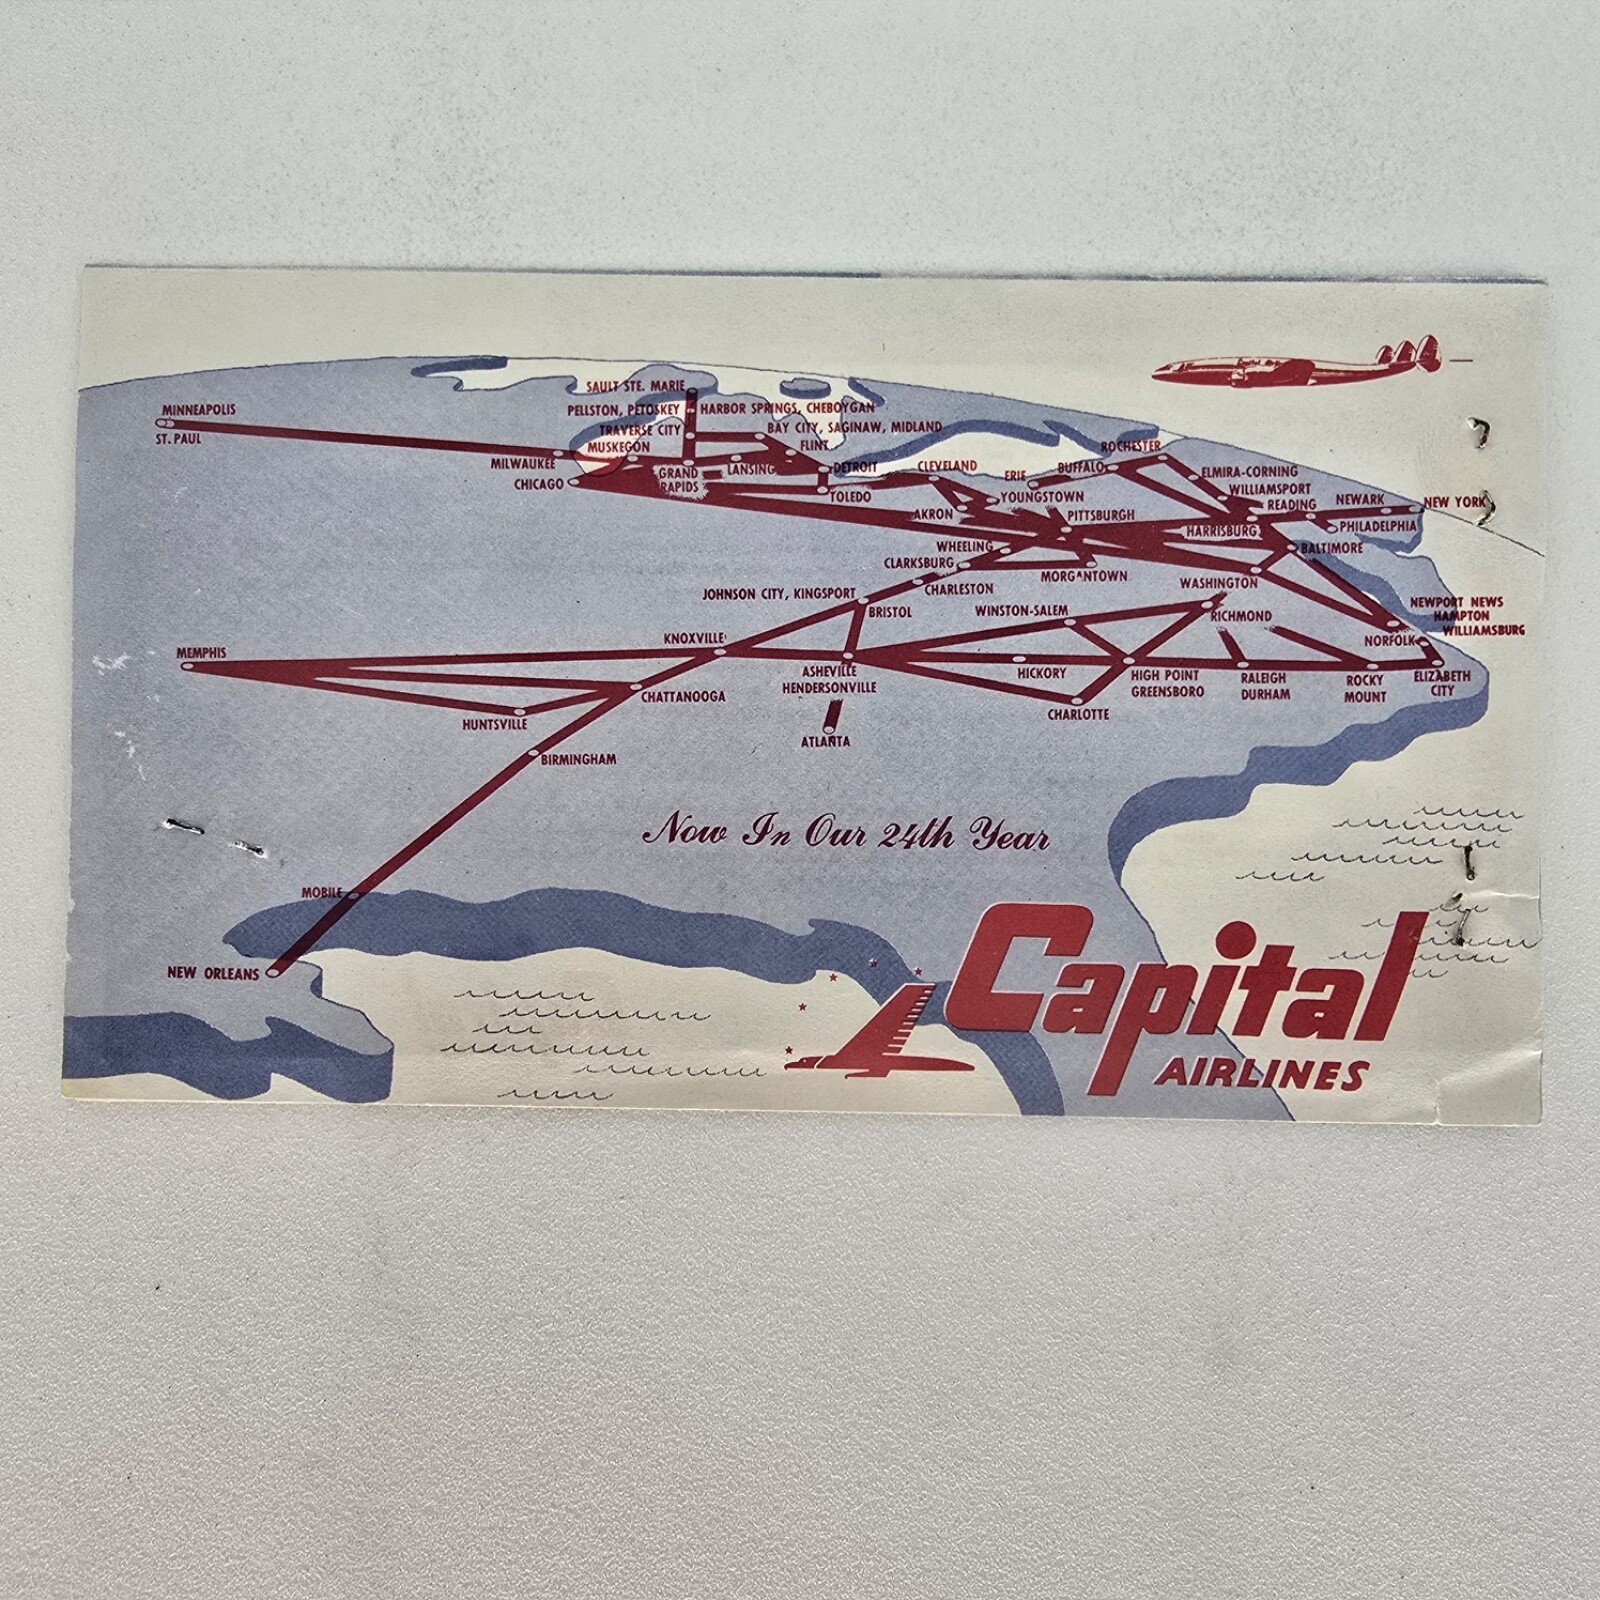 SAULT STE. MARIE
PELLSTON, PETOSKEY
HARBOR SPRINGS, CHEBOYGAN
MINNEAPOLIS
ST. PAUL
TRAVERSE CITY
BAY CITY, SAGINAW, MIDLAND
MUSKEGON
FLINT
ROCHESTER
MILWAUKEE
GRAND
RAPIDS
LANSING
DETROIT
CLEVELAND
ERIE
BUFFALO
ELMIRA-CORNING
CHICAGO
TOLEDO
YOUNGSTOWN
WILLIAMSPORT
READING
NEWARK
NEW YORK
AKRON
PITTSBURGH
HARRISBURG
PHILADELPHIA
WHEELING
BALTIMORE
CLARKSBURG
MORGANTOWN
WASHINGTON
CHARLESTON
JOHNSON CITY, KINGSPORT
BRISTOL
WINSTON-SALEM
RICHMOND
NEWPORT NEWS
HAMPTON
WILLIAMSBURG
KNOXVILLE
NORFOLK
MEMPHIS
ASHEVILLE
HENDERSONVILLE
HICKORY
HIGH POINT
GREENSBORO
RALEIGH
DURHAM
ROCKY
MOUNT
ELIZABETH
CITY
CHATTANOOGA
HUNTSVILLE
CHARLOTTE
ATLANTA
BIRMINGHAM
Now In Our 24th Year
MOBILE
NEW ORLEANS
Capital
AIRLINES